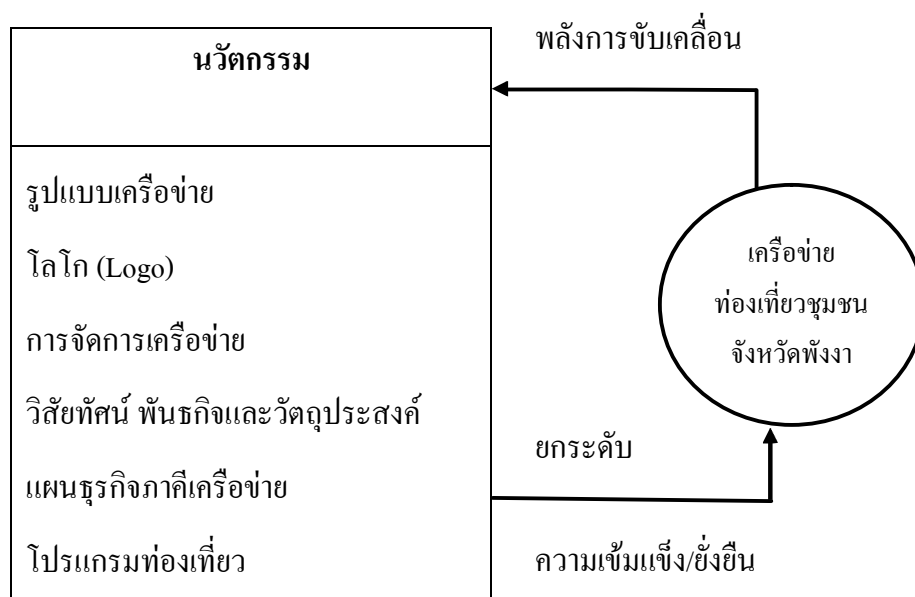 นวัตกรรม
รูปแบบเครือข่าย
โลโก (Logo)
การจัดการเครือข่าย
วิสัยทัศน์ พันธกิจและวัตถุประสงค์
แผนธุรกิจภาคีเครือข่าย
โปรแกรมท่องเที่ยว
พลังการขับเคลื่อน
เครือข่าย
ท่องเที่ยวชุมชน
จังหวัดพังงา
ยกระดับ
ความเข้มแข็ง/ยั่งยืน